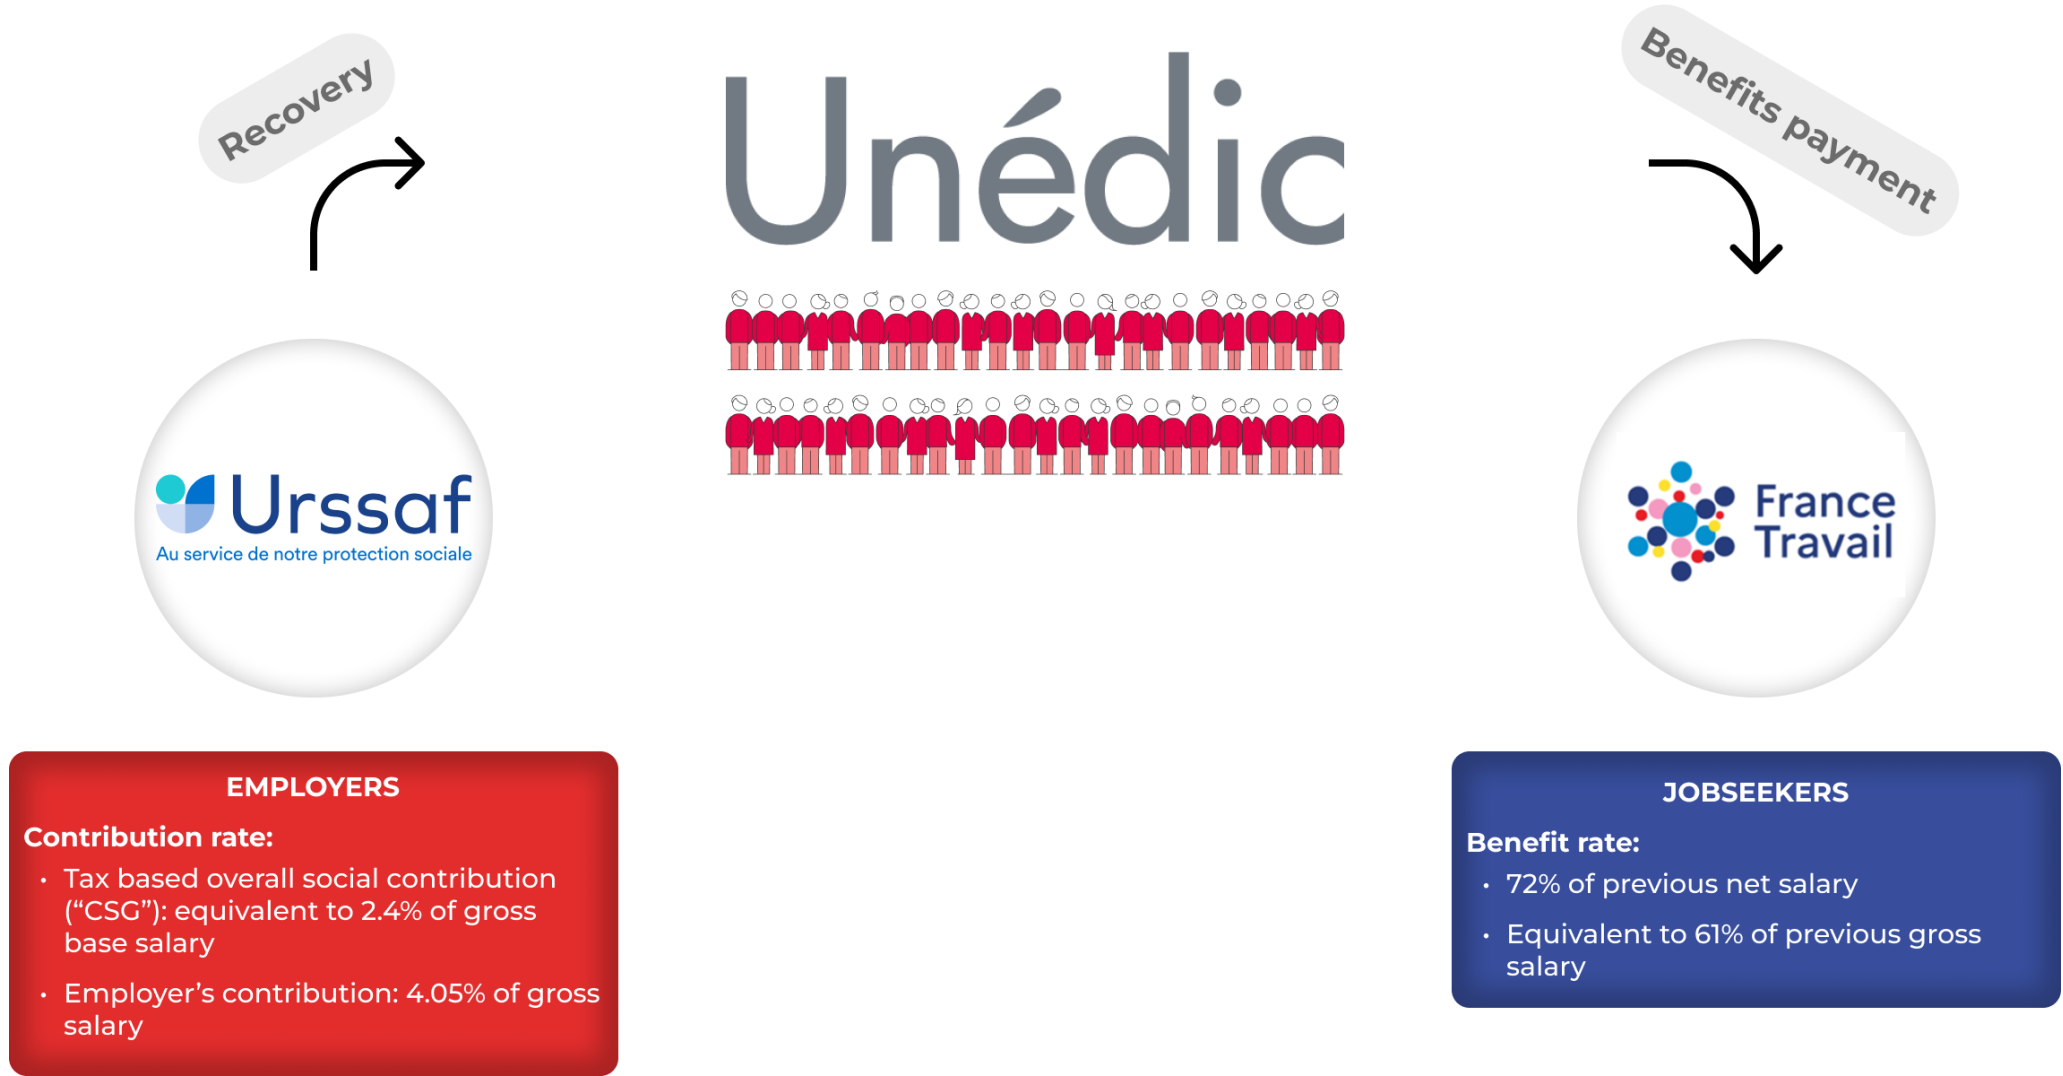 Recovery
Unédic
Benefits payment
Urssaf
Au service de notre protection sociale
France
Travail
EMPLOYERS
Contribution rate:
• Tax based overall social contribution
(“CSG”): equivalent to 2.4% of gross
base salary
• Employer’s contribution: 4.05% of gross
salary
JOBSEEKERS
Benefit rate:
• 72% of previous net salary
• Equivalent to 61% of previous gross
salary